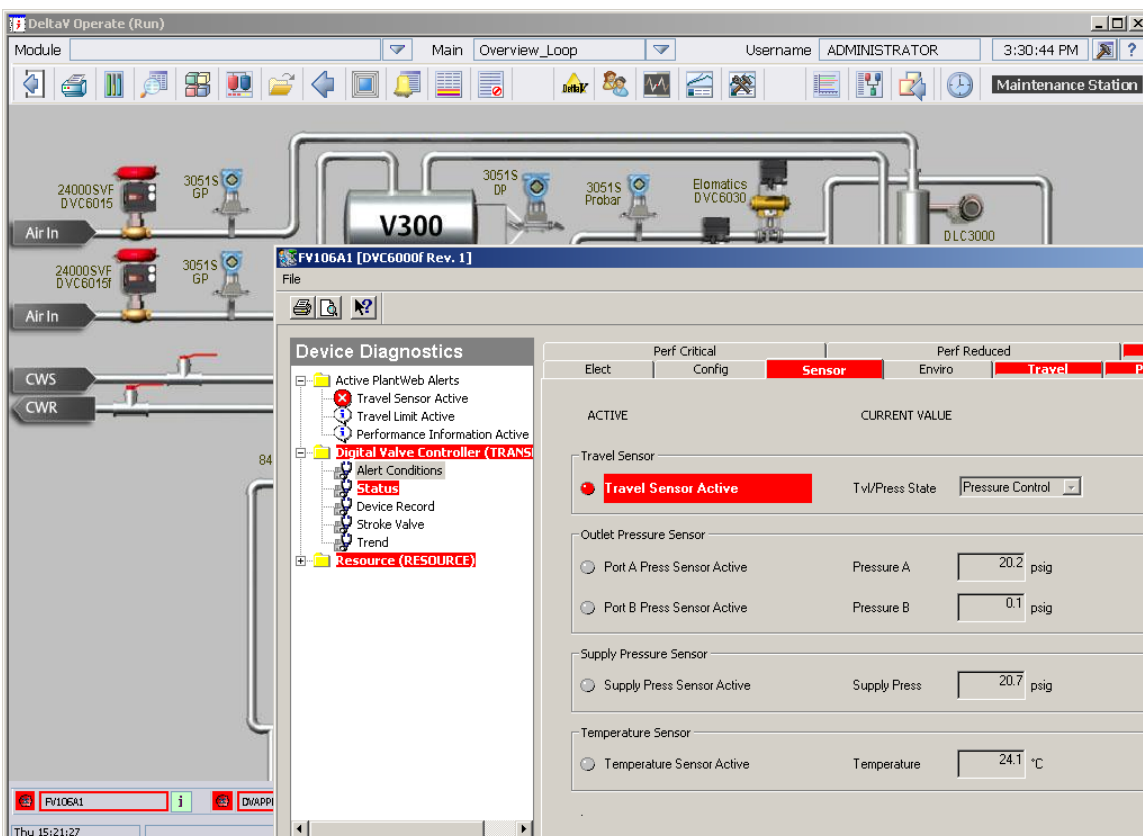 DeltaV Operate (Run)
Module Main Overview_Loop Username ADMINISTRATOR 3:30:44 PM ?
DeltaV Maintenance Station
24000SVF
DVC6015
3051S
GP
3051S
DP
3051S
Probar
Elomatics
DVC6030
V300
DLC3000
Air In
24000SVF
DVC6015f
3051S
GP
Air In
CWS
CWR
84
FV106A1 [DVC6000f Rev. 1]
File
Device Diagnostics
Active PlantWeb Alerts
Travel Sensor Active
Travel Limit Active
Performance Information Active
Digital Valve Controller (TRANS
Alert Conditions
Status
Device Record
Stroke Valve
Trend
Resource (RESOURCE)
Perf Critical Perf Reduced
Elect Config Sensor Enviro Travel P
ACTIVE CURRENT VALUE
Travel Sensor
Travel Sensor Active Tvl/Press State Pressure Control
Outlet Pressure Sensor
Port A Press Sensor Active Pressure A 20.2 psig
Port B Press Sensor Active Pressure B 0.1 psig
Supply Pressure Sensor
Supply Press Sensor Active Supply Press 20.7 psig
Temperature Sensor
Temperature Sensor Active Temperature 24.1 °C
FV106A1 i DVAPPI
Thu 15:21:27